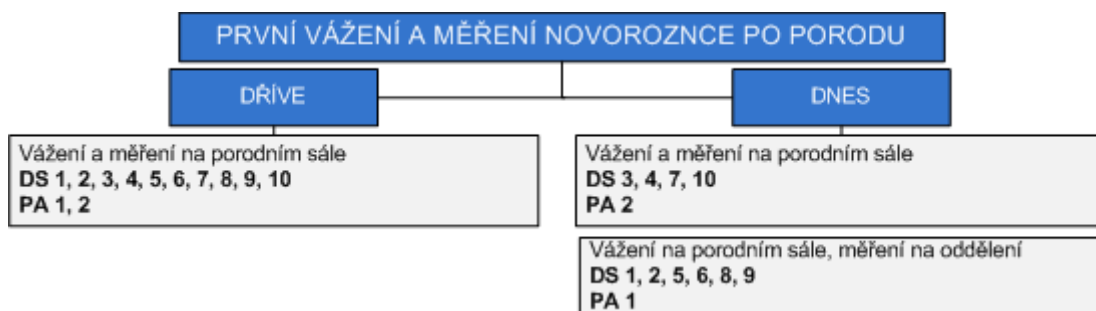 PRVNÍ VÁŽENÍ A MĚŘENÍ NOVOROZNCE PO PORODU
DŘÍVE
DNES
Vážení a měření na porodním sále
DS 1, 2, 3, 4, 5, 6, 7, 8, 9, 10
PA 1, 2
Vážení a měření na porodním sále
DS 3, 4, 7, 10
PA 2
Vážení na porodním sále, měření na oddělení
DS 1, 2, 5, 6, 8, 9
PA 1